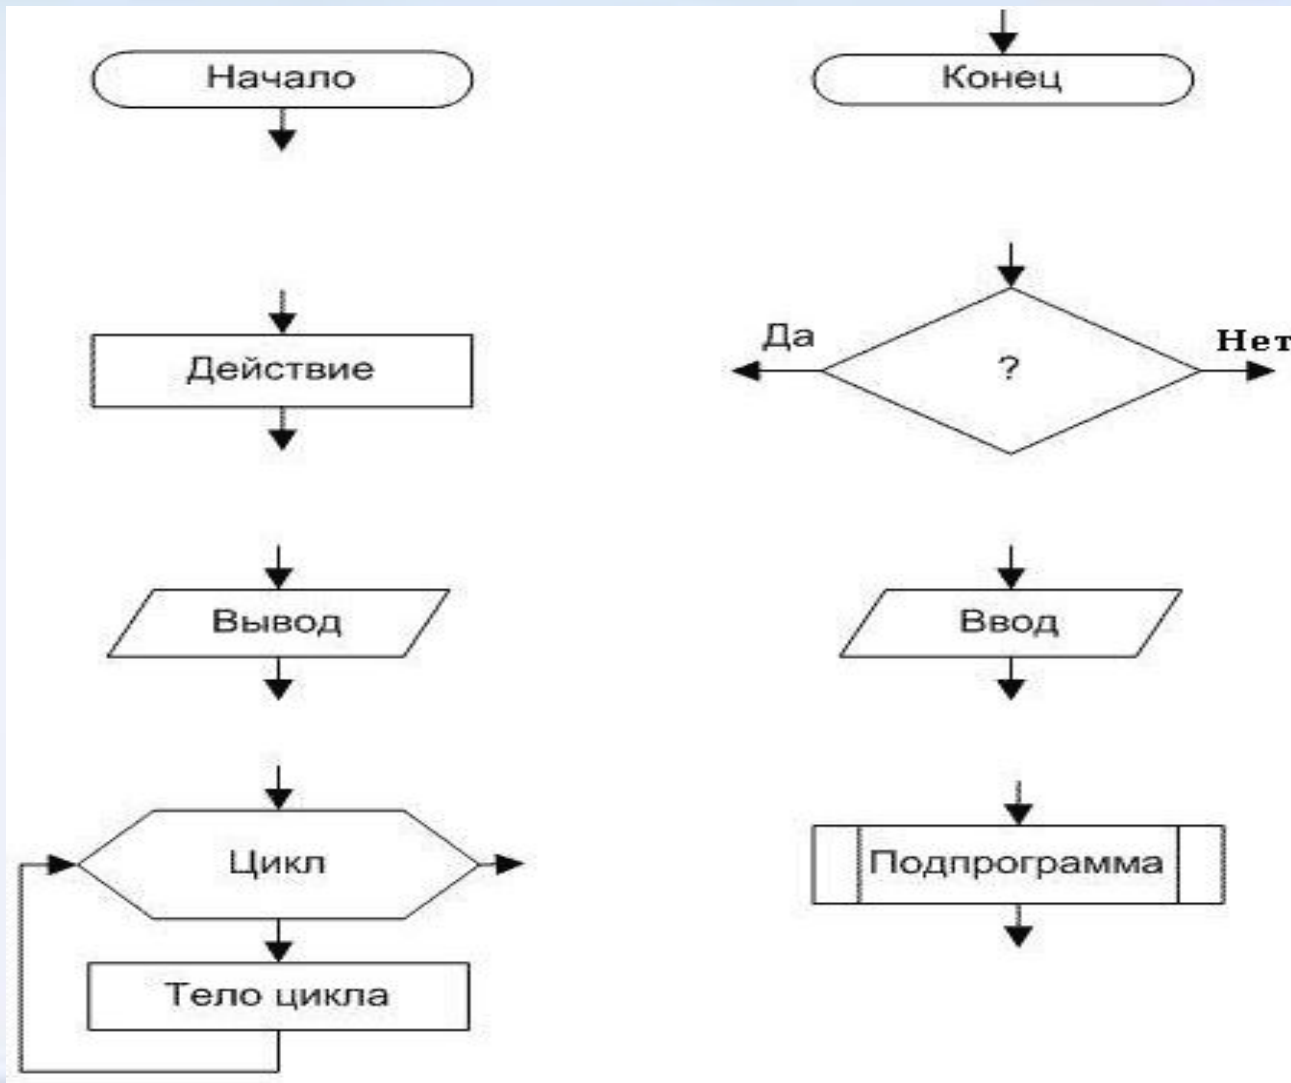 Начало
Конец
Действие
Да
?
Нет
Вывод
Ввод
Цикл
Подпрограмма
Тело цикла